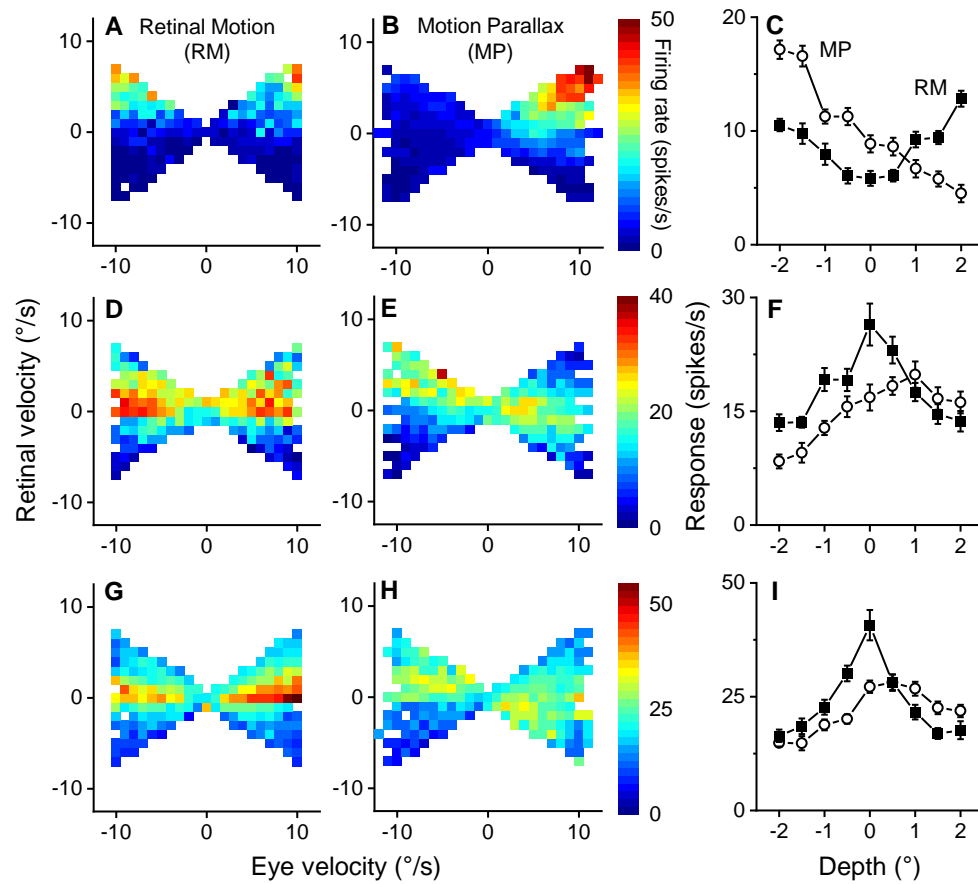 A Retinal Motion (RM)
B Motion Parallax (MP)
50
Firing rate (spikes/s)
0
C
MP
RM
20
10
0
10
0
-10
-10 0 10
-10 0 10
-2 -1 0 1 2
D
E
40
20
0
F
30
15
0
10
0
-10
-10 0 10
-10 0 10
-2 -1 0 1 2
G
H
50
25
0
I
50
25
0
10
0
-10
-10 0 10
-10 0 10
-2 -1 0 1 2
Retinal velocity (°/s)
Response (spikes/s)
Eye velocity (°/s)
Depth (°)